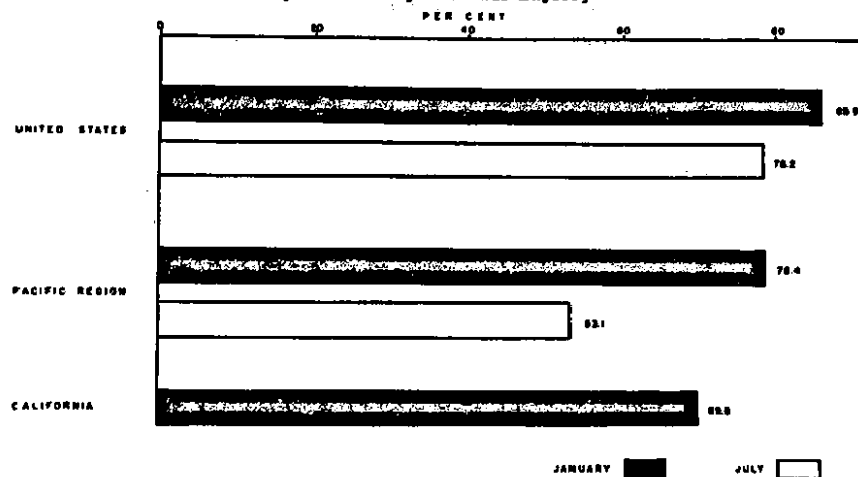 PER CENT
0 20 40 60 80
85.9
UNITED STATES
78.2
78.4
PACIFIC REGION
53.1
CALIFORNIA 69.8
JANUARY JULY